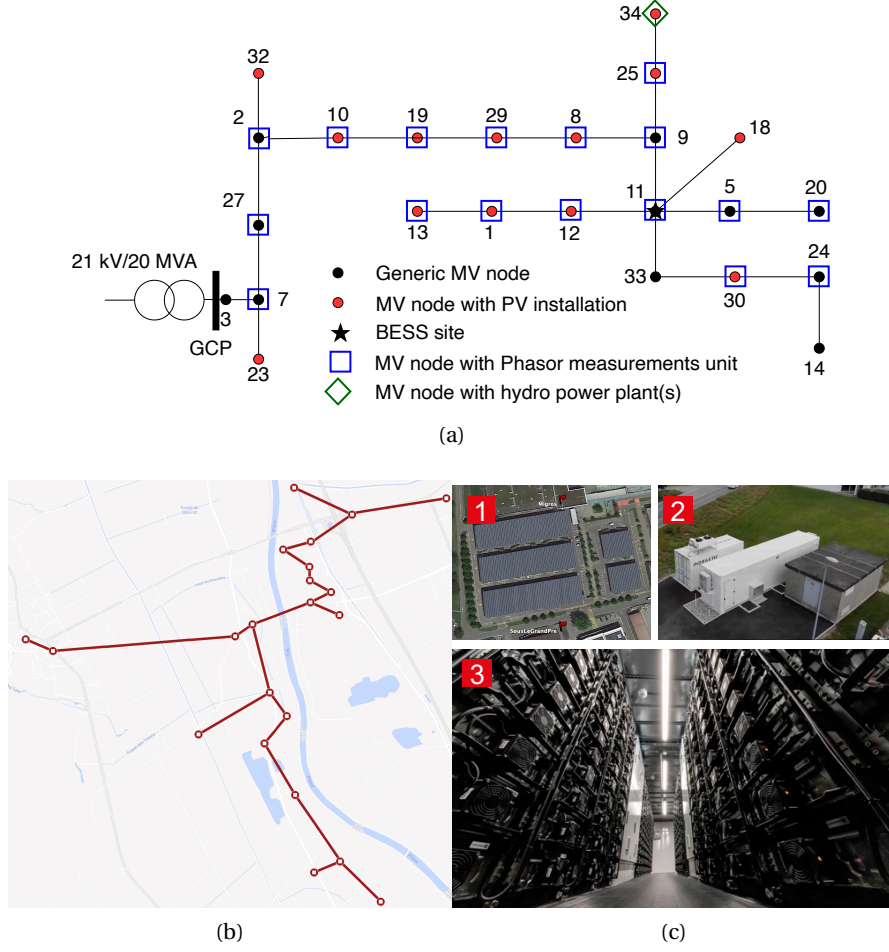 34
32
25
2
10
19
29
8
9
18
27
11
5
20
13
1
12
24
21 kV/20 MVA
33
30
7
3
GCP
23
14
Generic MV node
MV node with PV installation
BESS site
MV node with Phasor measurements unit
MV node with hydro power plant(s)
(a)
1
Migros
SousLeGrandPre
2
3
(b)
(c)